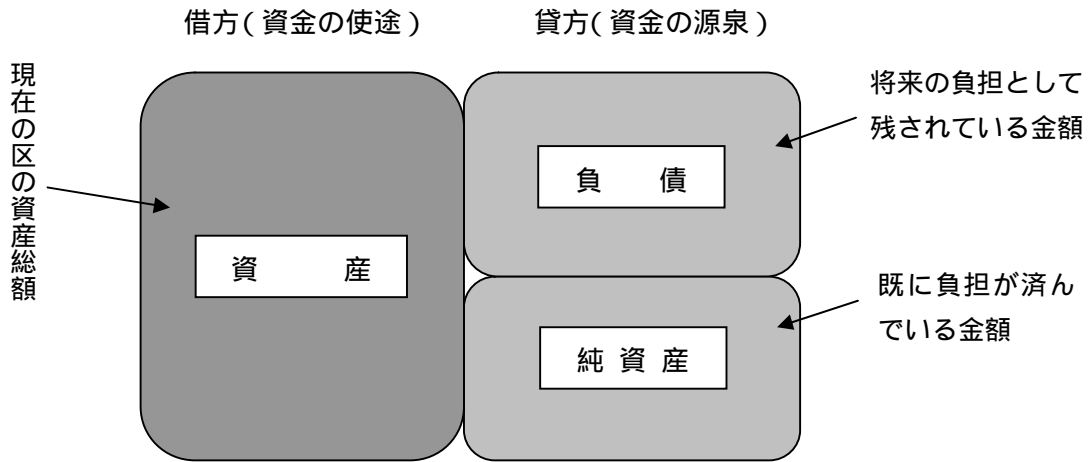 借方(資金の使途)
貸方(資金の源泉)
現在の区の資産総額
資　産
負　債
純資産
将来の負担として
残されている金額
既に負担が済ん
でいる金額